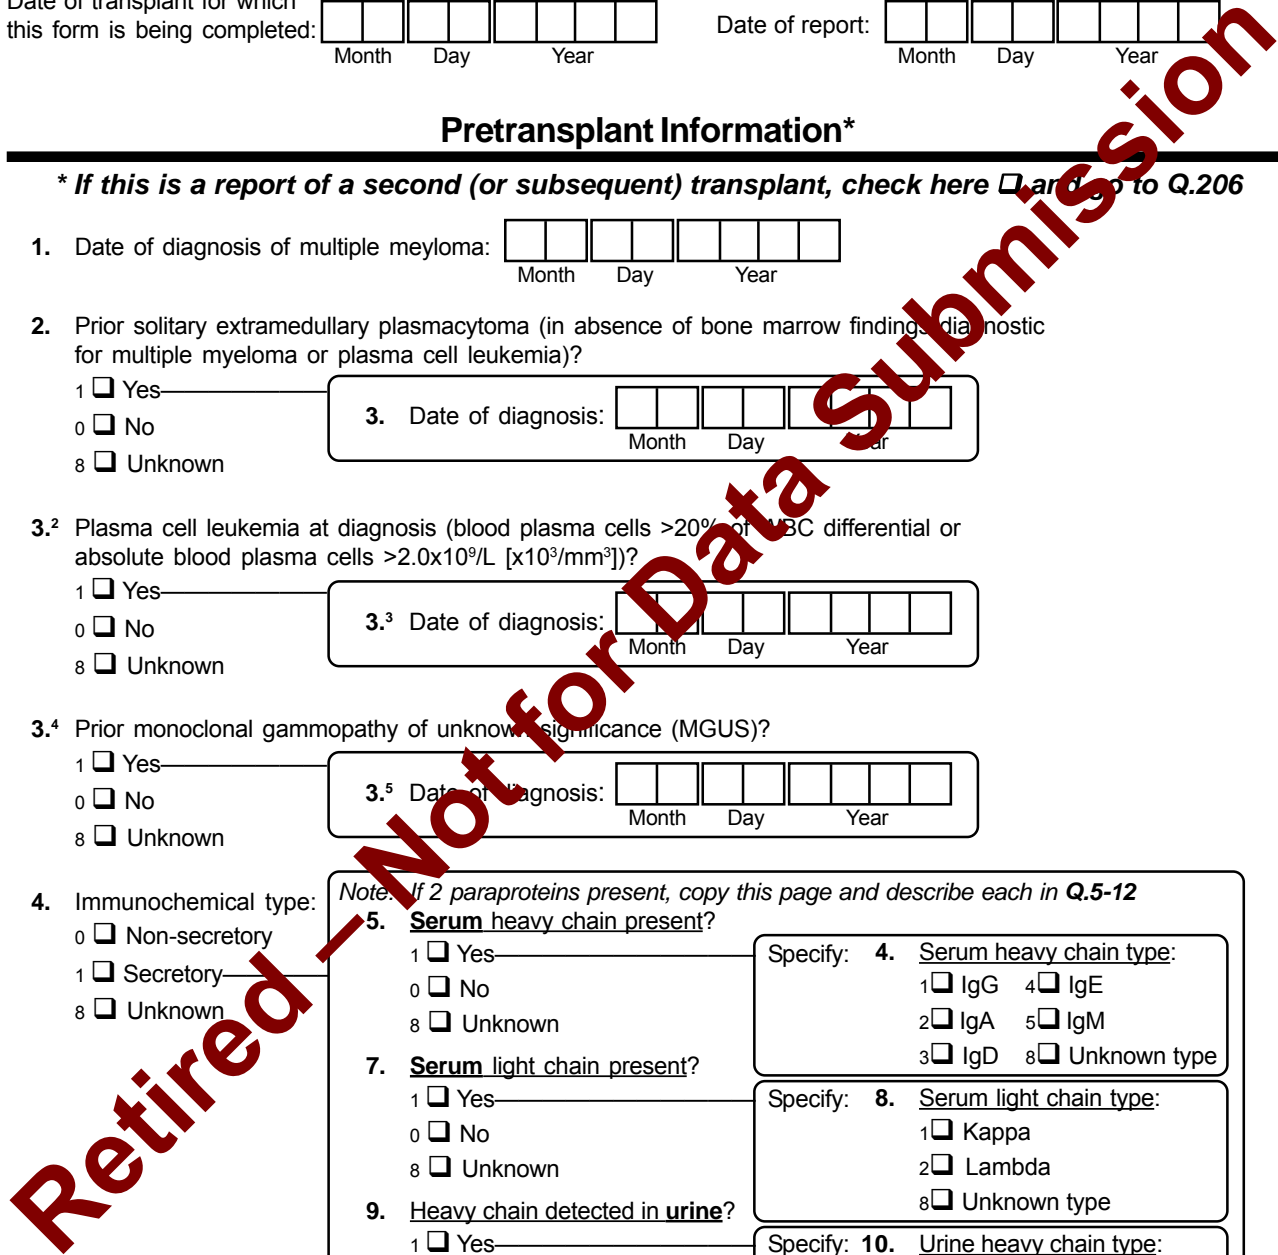 Date of transplant for which
this form is being completed:
Month Day Year
Date of report:
Month Day Year
Pretransplant Information*
* If this is a report of a second (or subsequent) transplant, check here ❑ and go to Q.206
1. Date of diagnosis of multiple meyloma:
Month Day Year
2. Prior solitary extramedullary plasmacytoma (in absence of bone marrow findings diagnostic
for multiple myeloma or plasma cell leukemia)?
1 ❑ Yes
0 ❑ No
8 ❑ Unknown
3. Date of diagnosis:
Month Day Year
3.² Plasma cell leukemia at diagnosis (blood plasma cells >20% of WBC differential or
absolute blood plasma cells >2.0x10⁹/L [x10³/mm³])?
1 ❑ Yes
0 ❑ No
8 ❑ Unknown
3.³ Date of diagnosis:
Month Day Year
3.⁴ Prior monoclonal gammopathy of unknown significance (MGUS)?
1 ❑ Yes
0 ❑ No
8 ❑ Unknown
3.⁵ Date of diagnosis:
Month Day Year
4. Immunochemical type:
0 ❑ Non-secretory
1 ❑ Secretory
8 ❑ Unknown
Note: If 2 paraproteins present, copy this page and describe each in Q.5-12
5. Serum heavy chain present?
1 ❑ Yes
0 ❑ No
8 ❑ Unknown
Specify: 4. Serum heavy chain type:
1❑ IgG 4❑ IgE
2❑ IgA 5❑ IgM
3❑ IgD 8❑ Unknown type
7. Serum light chain present?
1 ❑ Yes
0 ❑ No
8 ❑ Unknown
Specify: 8. Serum light chain type:
1❑ Kappa
2❑ Lambda
8❑ Unknown type
9. Heavy chain detected in urine?
1 ❑ Yes
Specify: 10. Urine heavy chain type:
Retired – Not for Data Submission